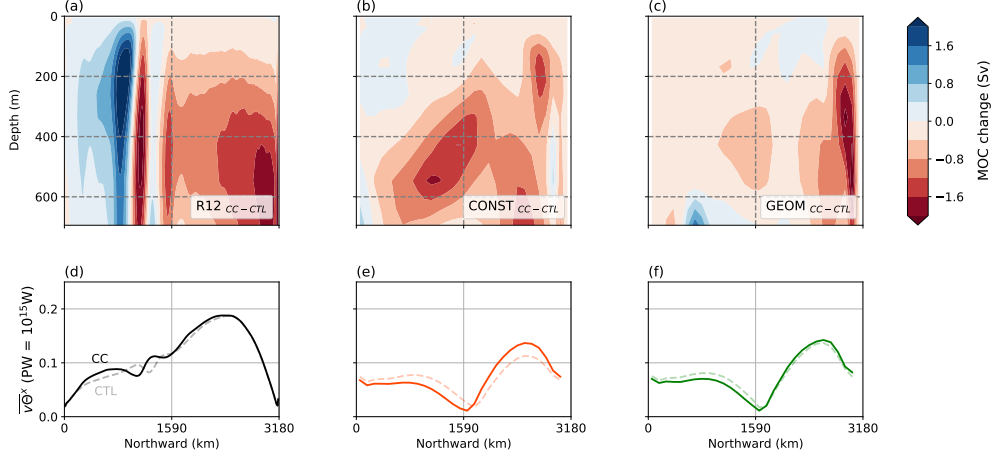 (a) (b) (c)
0
200
400
600
Depth (m)
R12 CC−CTL
CONST CC−CTL
GEOM CC−CTL
1.6
0.8
0.0
−0.8
−1.6
MOC change (Sv)
(d) (e) (f)
0.2
0.1
0.0
vΘˣ (PW = 10¹⁵W)
CC
CTL
0 1590 3180
0 1590 3180
0 1590 3180
Northward (km)
Northward (km)
Northward (km)